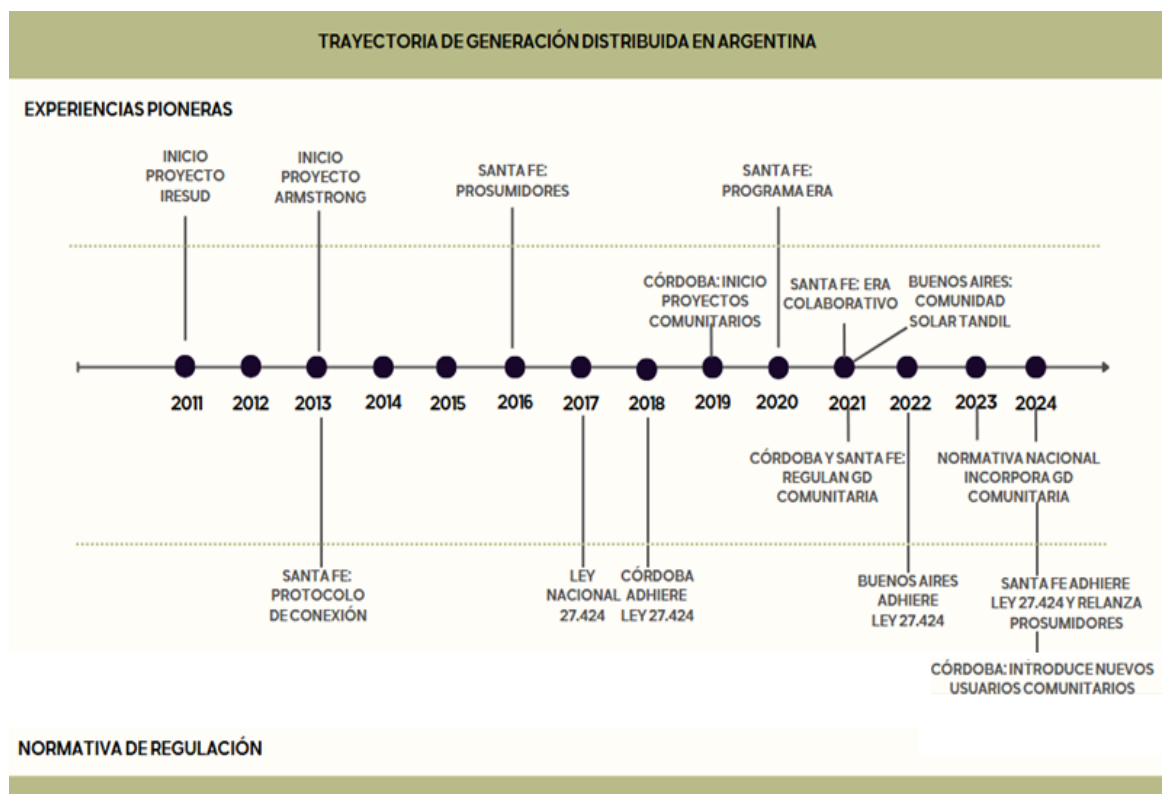 TRAYECTORIA DE GENERACIÓN DISTRIBUIDA EN ARGENTINA
EXPERIENCIAS PIONERAS
INICIO
PROYECTO
IRESUD
INICIO
PROYECTO
ARMSTRONG
SANTA FE:
PROSUMIDORES
SANTA FE:
PROGRAMA ERA
CÓRDOBA: INICIO
PROYECTOS
COMUNITARIOS
SANTA FE: ERA
COLABORATIVO
BUENOS AIRES:
COMUNIDAD
SOLAR TANDIL
2011 2012 2013 2014 2015 2016 2017 2018 2019 2020 2021 2022 2023 2024
CÓRDOBA Y SANTA FE:
REGULAN GD
COMUNITARIA
NORMATIVA NACIONAL
INCORPORA GD
COMUNITARIA
SANTA FE:
PROTOCOLO
DE CONEXIÓN
LEY
NACIONAL
27.424
CÓRDOBA
ADHIERE
LEY 27.424
BUENOS AIRES
ADHIERE
LEY 27.424
SANTA FE ADHIERE
LEY 27.424 Y RELANZA
PROSUMIDORES
CÓRDOBA: INTRODUCE NUEVOS
USUARIOS COMUNITARIOS
NORMATIVA DE REGULACIÓN